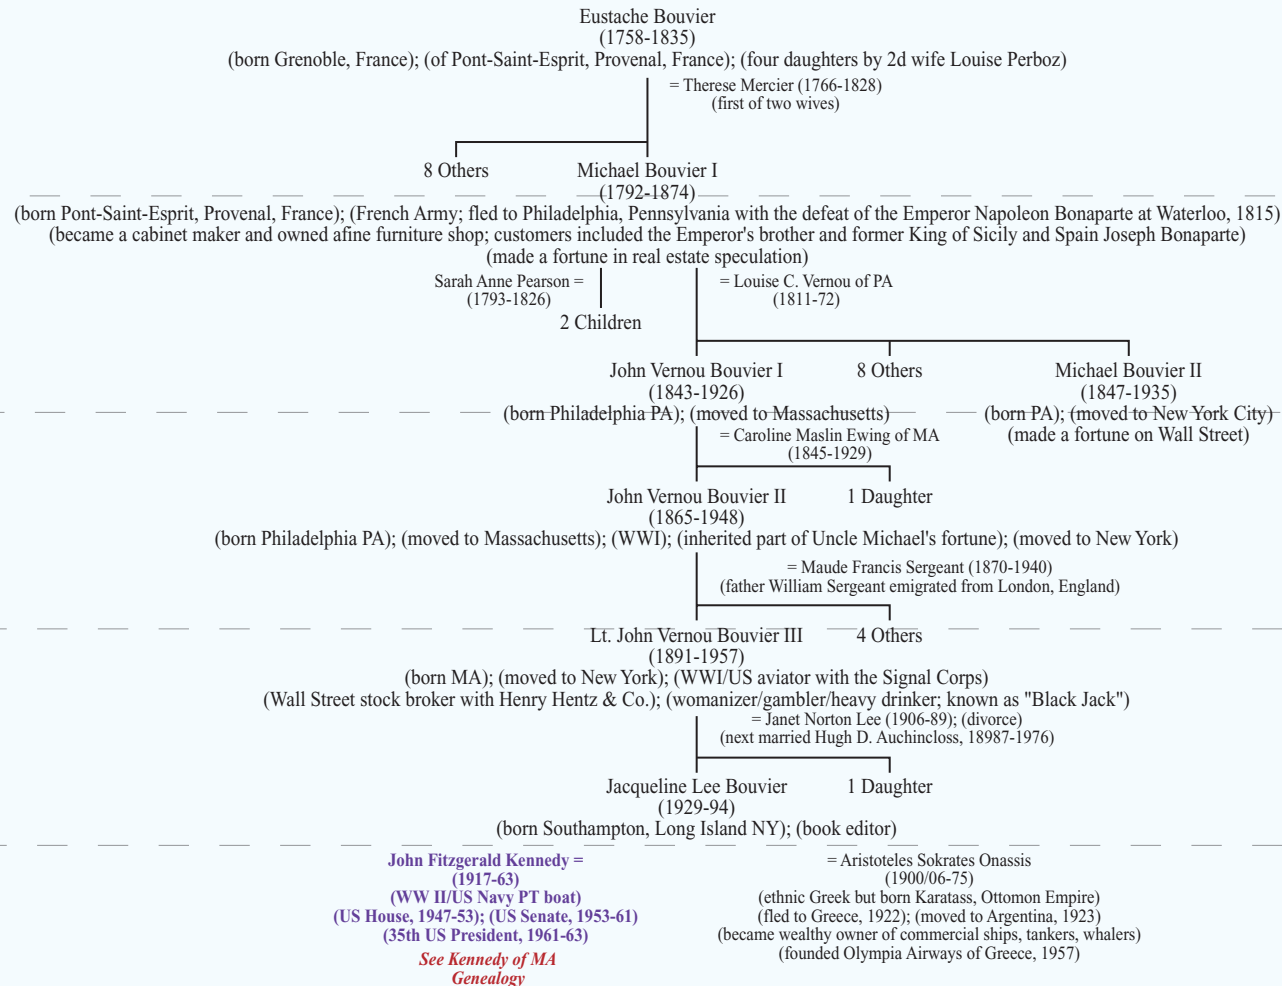 Eustache Bouvier
(1758-1835)
(born Grenoble, France); (of Pont-Saint-Esprit, Provenal, France); (four daughters by 2d wife Louise Perboz)
= Therese Mercier (1766-1828)
(first of two wives)
8 Others
Michael Bouvier I
(1792-1874)
(born Pont-Saint-Esprit, Provenal, France); (French Army; fled to Philadelphia, Pennsylvania with the defeat of the Emperor Napoleon Bonaparte at Waterloo, 1815)
(became a cabinet maker and owned afine furniture shop; customers included the Emperor's brother and former King of Sicily and Spain Joseph Bonaparte)
(made a fortune in real estate speculation)
Sarah Anne Pearson =
(1793-1826)
= Louise C. Vernou of PA
(1811-72)
2 Children
John Vernou Bouvier I
(1843-1926)
(born Philadelphia PA); (moved to Massachusetts)
8 Others
Michael Bouvier II
(1847-1935)
(born PA); (moved to New York City)
(made a fortune on Wall Street)
= Caroline Maslin Ewing of MA
(1845-1929)
John Vernou Bouvier II
(1865-1948)
1 Daughter
(born Philadelphia PA); (moved to Massachusetts); (WWI); (inherited part of Uncle Michael's fortune); (moved to New York)
= Maude Francis Sergeant (1870-1940)
(father William Sergeant emigrated from London, England)
Lt. John Vernou Bouvier III
(1891-1957)
4 Others
(born MA); (moved to New York); (WWI/US aviator with the Signal Corps)
(Wall Street stock broker with Henry Hentz & Co.); (womanizer/gambler/heavy drinker; known as "Black Jack")
= Janet Norton Lee (1906-89); (divorce)
(next married Hugh D. Auchincloss, 18987-1976)
Jacqueline Lee Bouvier
(1929-94)
1 Daughter
(born Southampton, Long Island NY); (book editor)
John Fitzgerald Kennedy =
(1917-63)
(WW II/US Navy PT boat)
(US House, 1947-53); (US Senate, 1953-61)
(35th US President, 1961-63)
See Kennedy of MA
Genealogy
= Aristoteles Sokrates Onassis
(1900/06-75)
(ethnic Greek but born Karatass, Ottomon Empire)
(fled to Greece, 1922); (moved to Argentina, 1923)
(became wealthy owner of commercial ships, tankers, whalers)
(founded Olympia Airways of Greece, 1957)